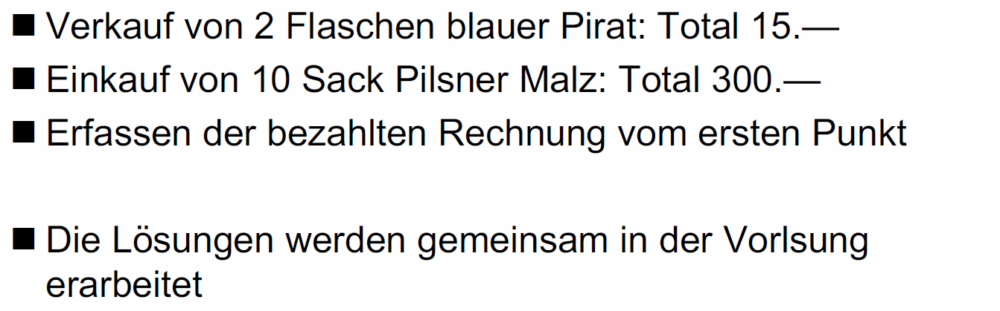 ■ Verkauf von 2 Flaschen blauer Pirat: Total 15.—
■ Einkauf von 10 Sack Pilsner Malz: Total 300.—
■ Erfassen der bezahlten Rechnung vom ersten Punkt
■ Die Lösungen werden gemeinsam in der Vorlsung
erarbeitet